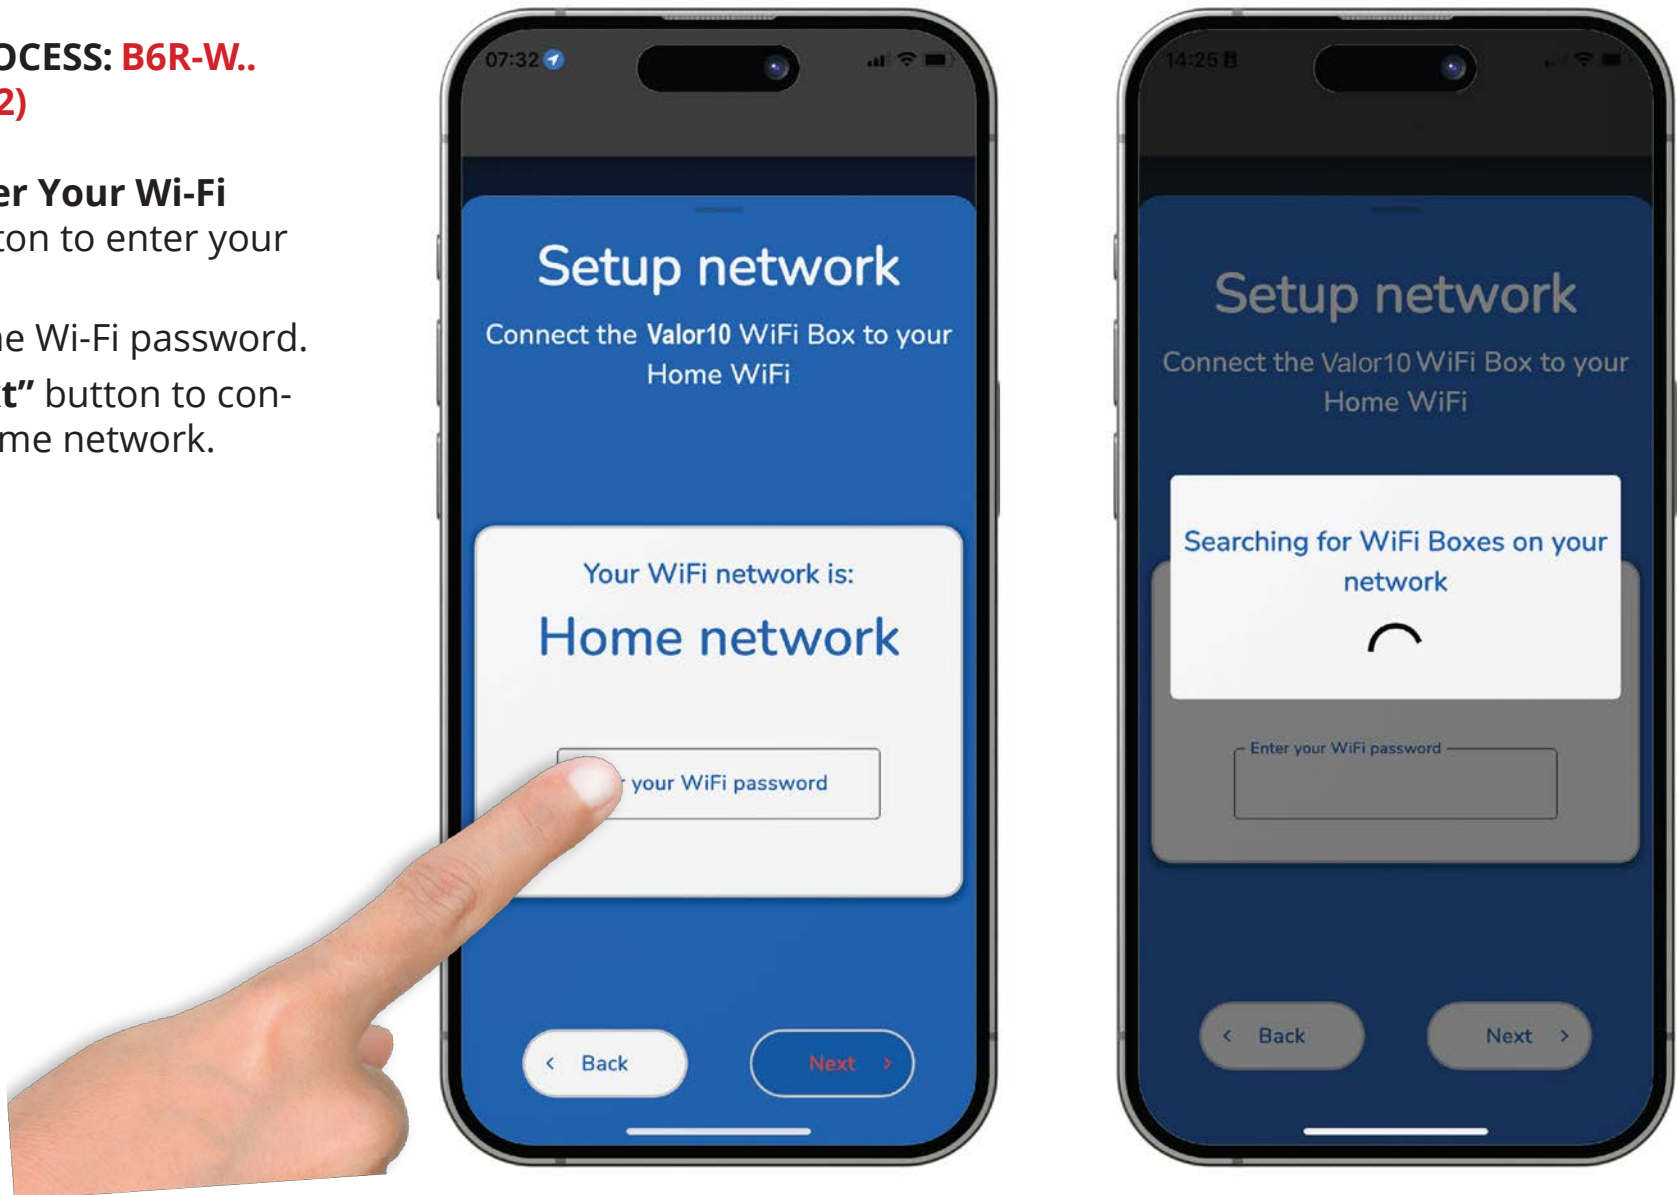 OCESS: B6R-W..
2)
er Your Wi-Fi
ton to enter your
he Wi-Fi password.
t” button to con-
me network.
07:32
Setup network
Connect the Valor10 WiFi Box to your
Home WiFi
Your WiFi network is:
Home network
your WiFi password
Back
Next
14:25
Setup network
Connect the Valor10 WiFi Box to your
Home WiFi
Searching for WiFi Boxes on your
network
Enter your WiFi password
Back
Next